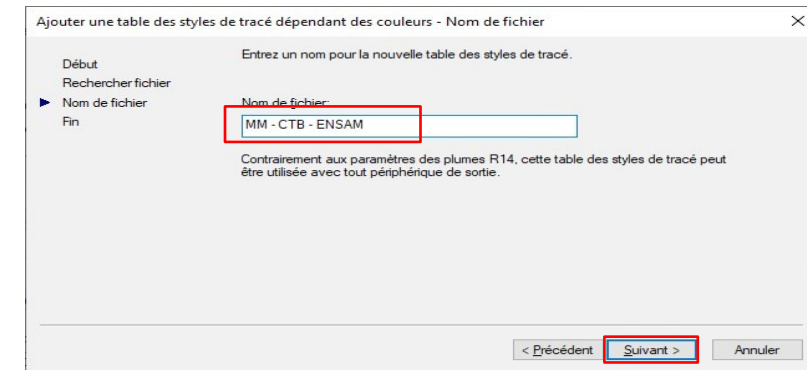 Ajouter une table des styles de tracé dépendant des couleurs - Nom de fichier
Début
Rechercher fichier
Nom de fichier
Fin
Entrez un nom pour la nouvelle table des styles de tracé.
Nom de fichier:
MM - CTB - ENSAM
Contrairement aux paramètres des plumes R14, cette table des styles de tracé peut
être utilisée avec tout périphérique de sortie.
< Précédent
Suivant >
Annuler